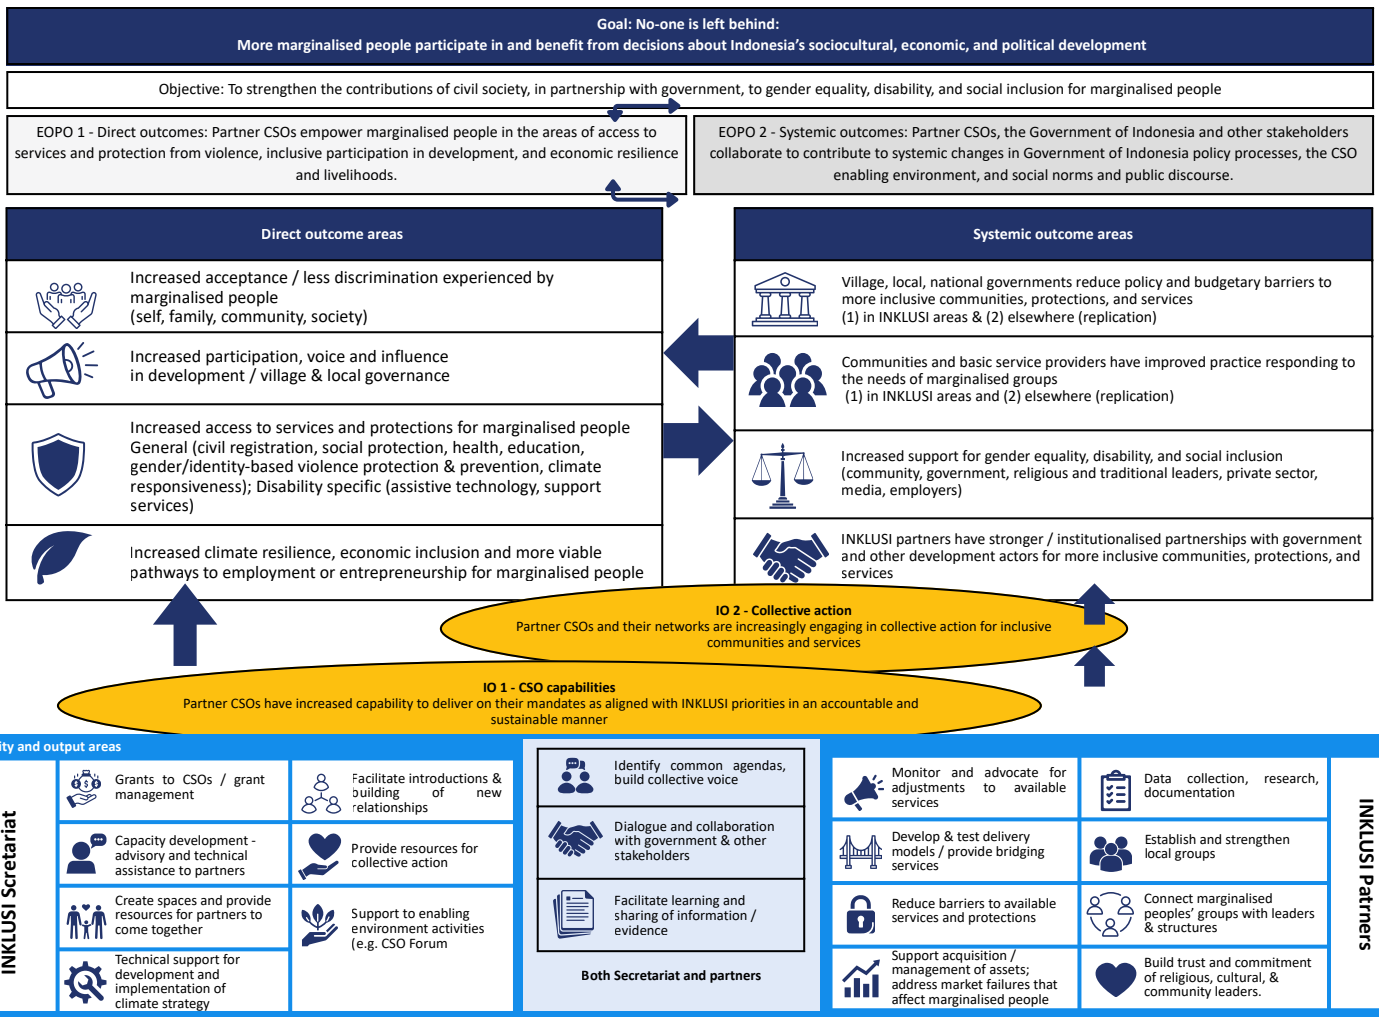 Goal: No-one is left behind:
More marginalised people participate in and benefit from decisions about Indonesia's sociocultural, economic, and political development
Objective: To strengthen the contributions of civil society, in partnership with government, to gender equality, disability, and social inclusion for marginalised people
EOPO 1 - Direct outcomes: Partner CSOs empower marginalised people in the areas of access to
services and protection from violence, inclusive participation in development, and economic resilience
and livelihoods.
EOPO 2 - Systemic outcomes: Partner CSOs, the Government of Indonesia and other stakeholders
collaborate to contribute to systemic changes in Government of Indonesia policy processes, the CSO
enabling environment, and social norms and public discourse.
Direct outcome areas
Increased acceptance / less discrimination experienced by
marginalised people
(self, family, community, society)
Increased participation, voice and influence
in development / village & local governance
Increased access to services and protections for marginalised people
General (civil registration, social protection, health, education,
gender/identity-based violence protection & prevention, climate
responsiveness); Disability specific (assistive technology, support
services)
Increased climate resilience, economic inclusion and more viable
pathways to employment or entrepreneurship for marginalised people
Systemic outcome areas
Village, local, national governments reduce policy and budgetary barriers to
more inclusive communities, protections, and services
(1) in INKLUSI areas & (2) elsewhere (replication)
Communities and basic service providers have improved practice responding to
the needs of marginalised groups
(1) in INKLUSI areas and (2) elsewhere (replication)
Increased support for gender equality, disability, and social inclusion
(community, government, religious and traditional leaders, private sector,
media, employers)
INKLUSI partners have stronger / institutionalised partnerships with government
and other development actors for more inclusive communities, protections, and
services
IO 2 - Collective action
Partner CSOs and their networks are increasingly engaging in collective action for inclusive
communities and services
IO 1 - CSO capabilities
Partner CSOs have increased capability to deliver on their mandates as aligned with INKLUSI priorities in an accountable and
sustainable manner
ity and output areas
INKLUSI Scretariat
Grants to CSOs / grant
management
Capacity development -
advisory and technical
assistance to partners
Create spaces and provide
resources for partners to
come together
Technical support for
development and
implementation of
climate strategy
Facilitate introductions &
building of new
relationships
Provide resources for
collective action
Support to enabling
environment activities
(e.g. CSO Forum
Identify common agendas,
build collective voice
Dialogue and collaboration
with government & other
stakeholders
Facilitate learning and
sharing of information /
evidence
Both Secretariat and partners
Monitor and advocate for
adjustments to available
services
Develop & test delivery
models / provide bridging
services
Reduce barriers to available
services and protections
Support acquisition /
management of assets;
address market failures that
affect marginalised people
Data collection, research,
documentation
Establish and strengthen
local groups
Connect marginalised
peoples' groups with leaders
& structures
Build trust and commitment
of religious, cultural, &
community leaders.
INKLUSI Patrners